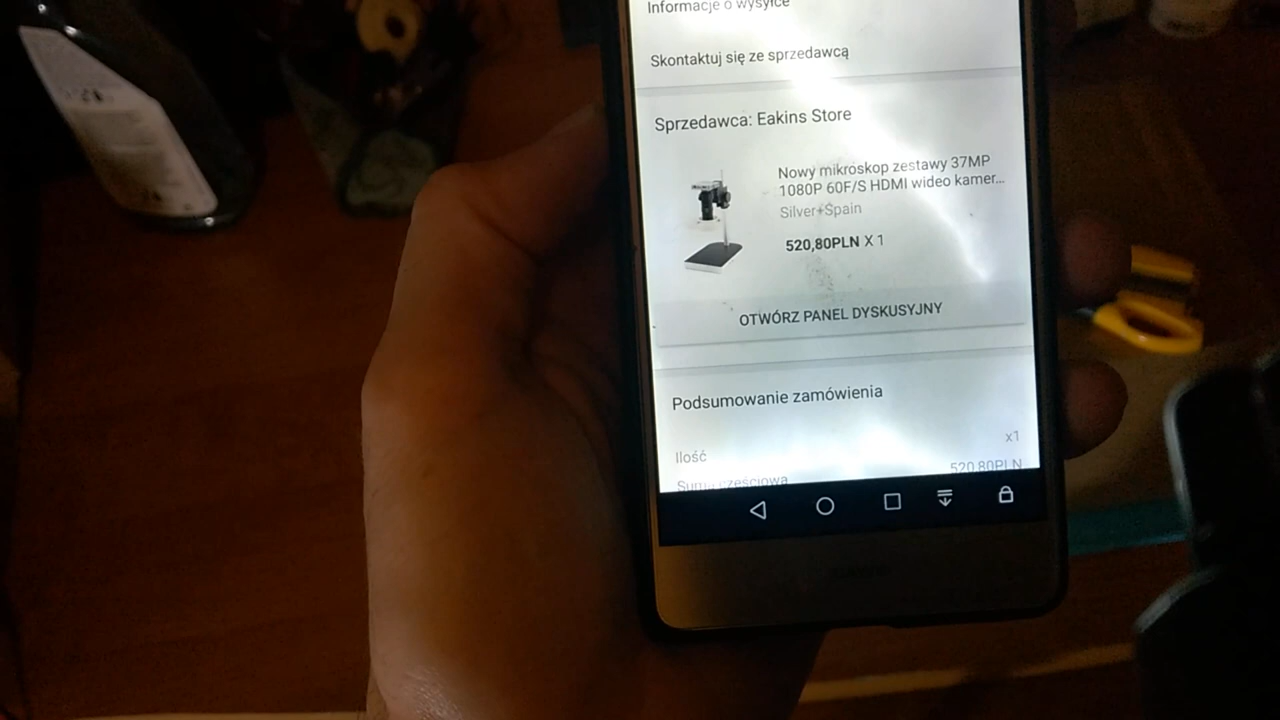 Informacje o wysyłce
Skontaktuj się ze sprzedawcą
Sprzedawca: Eakins Store
Nowy mikroskop zestawy 37MP
1080P 60F/S HDMI wideo kamer...
Silver+Spain
520,80PLN X 1
OTWÓRZ PANEL DYSKUSYJNY
Podsumowanie zamówienia
Ilość
x1
Suma częściowa
520,80PLN